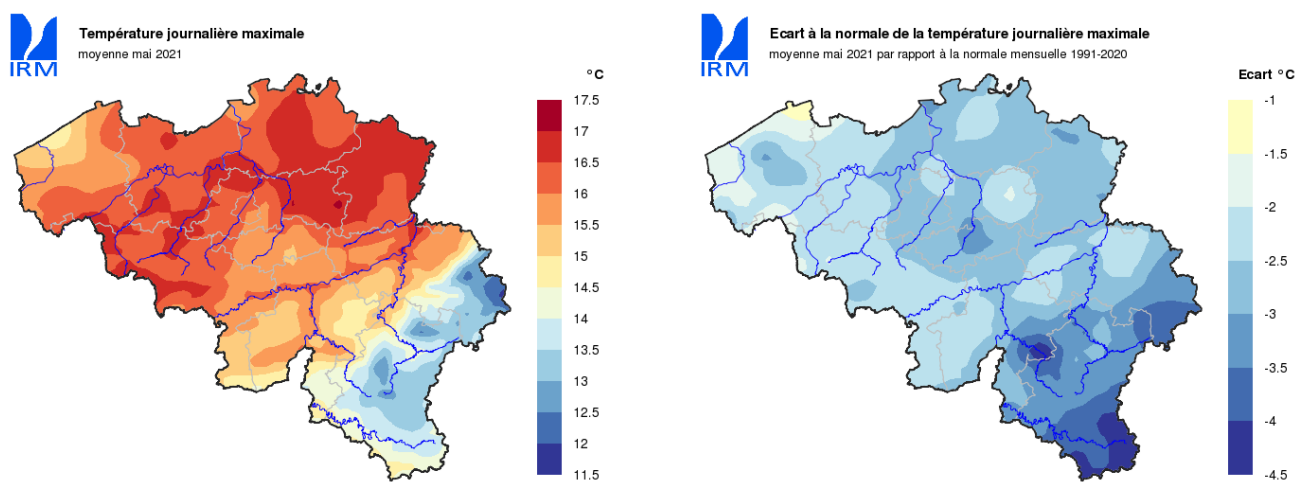 IRM
Température journalière maximale
moyenne mai 2021
°C
17.5
17
16.5
16
15.5
15
14.5
14
13.5
13
12.5
12
11.5
IRM
Ecart à la normale de la température journalière maximale
moyenne mai 2021 par rapport à la normale mensuelle 1991-2020
Ecart °C
-1
-1.5
-2
-2.5
-3
-3.5
-4
-4.5